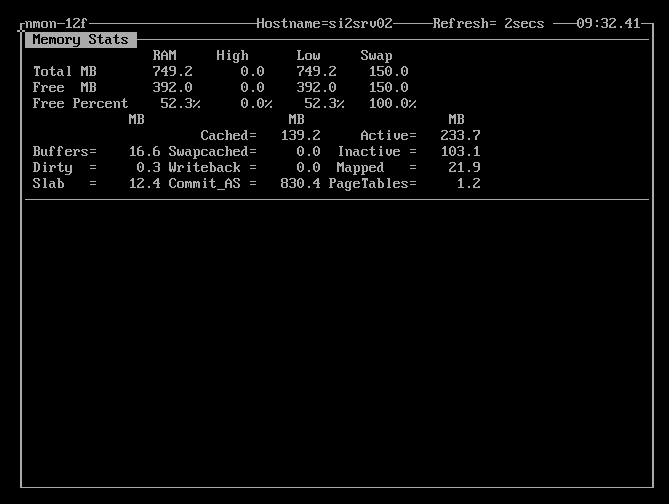 nmon-12f Hostname=si2srv02 Refresh= 2secs 09:32.41
Memory Stats
RAM High Low Swap
Total MB 749.2 0.0 749.2 150.0
Free MB 392.0 0.0 392.0 150.0
Free Percent 52.3% 0.0% 52.3% 100.0%
MB MB MB
Cached= 139.2 Active= 233.7
Buffers= 16.6 Swapcached= 0.0 Inactive = 103.1
Dirty = 0.3 Writeback = 0.0 Mapped = 21.9
Slab = 12.4 Commit_AS = 830.4 PageTables= 1.2